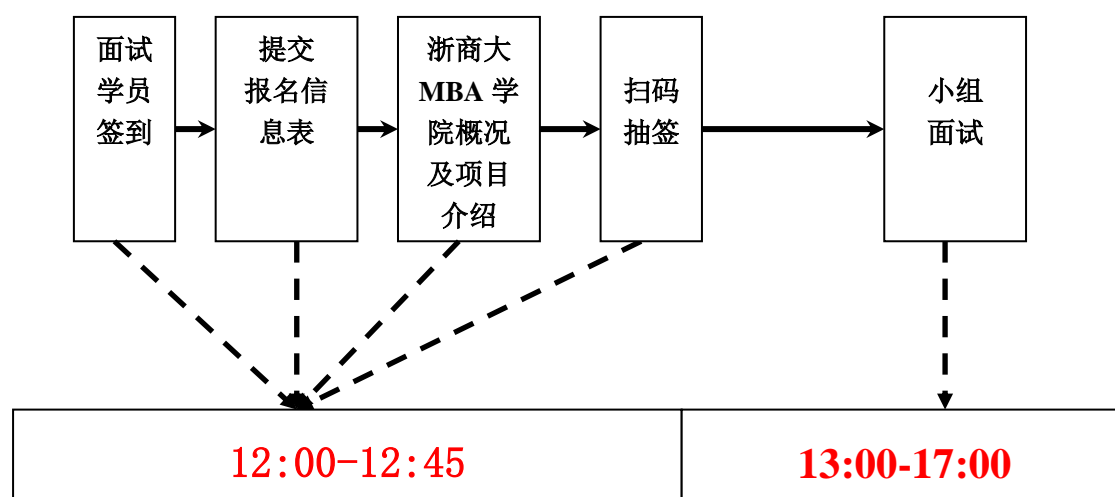 面试
学员
签到
提交
报名信
息表
浙商大
MBA 学
院概况
及项目
介绍
扫码
抽签
小组
面试
12:00-12:45
13:00-17:00